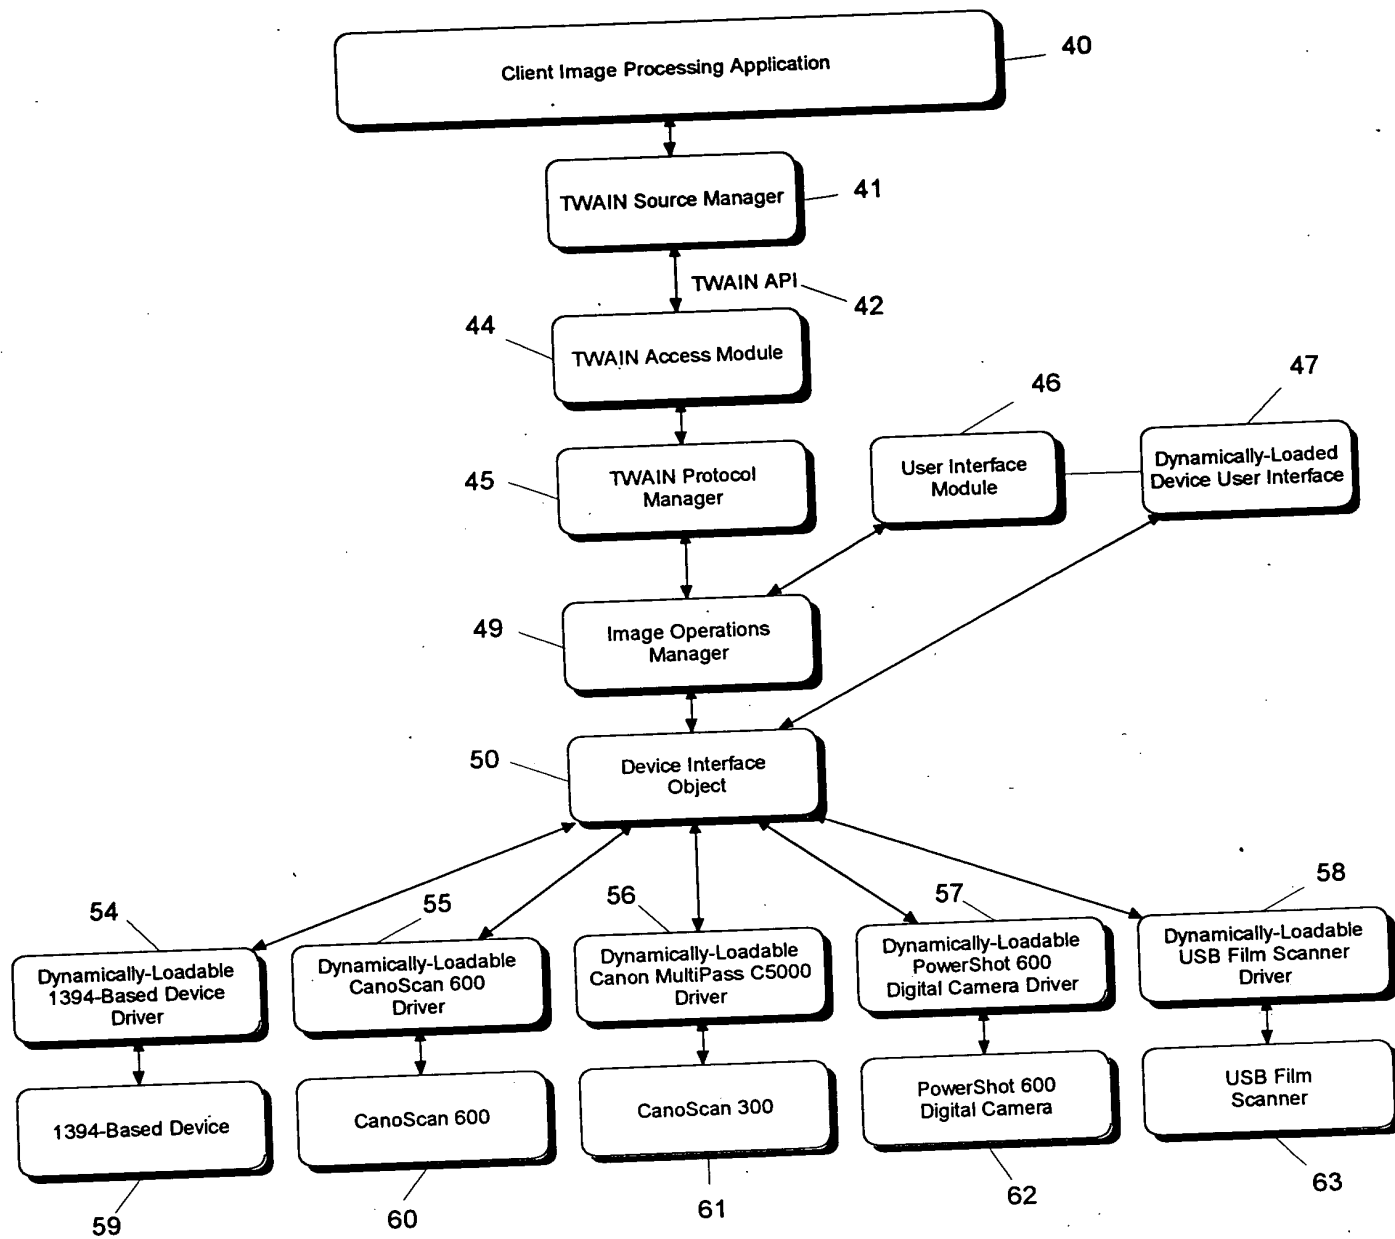 Client Image Processing Application
40
TWAIN Source Manager
41
TWAIN API
42
44
TWAIN Access Module
45
TWAIN Protocol
Manager
46
User Interface
Module
47
Dynamically-Loaded
Device User Interface
49
Image Operations
Manager
50
Device Interface
Object
54
Dynamically-Loadable
1394-Based Device
Driver
55
Dynamically-Loadable
CanoScan 600
Driver
56
Dynamically-Loadable
Canon MultiPass C5000
Driver
57
Dynamically-Loadable
PowerShot 600
Digital Camera Driver
58
Dynamically-Loadable
USB Film Scanner
Driver
1394-Based Device
59
CanoScan 600
60
CanoScan 300
61
PowerShot 600
Digital Camera
62
USB Film
Scanner
63